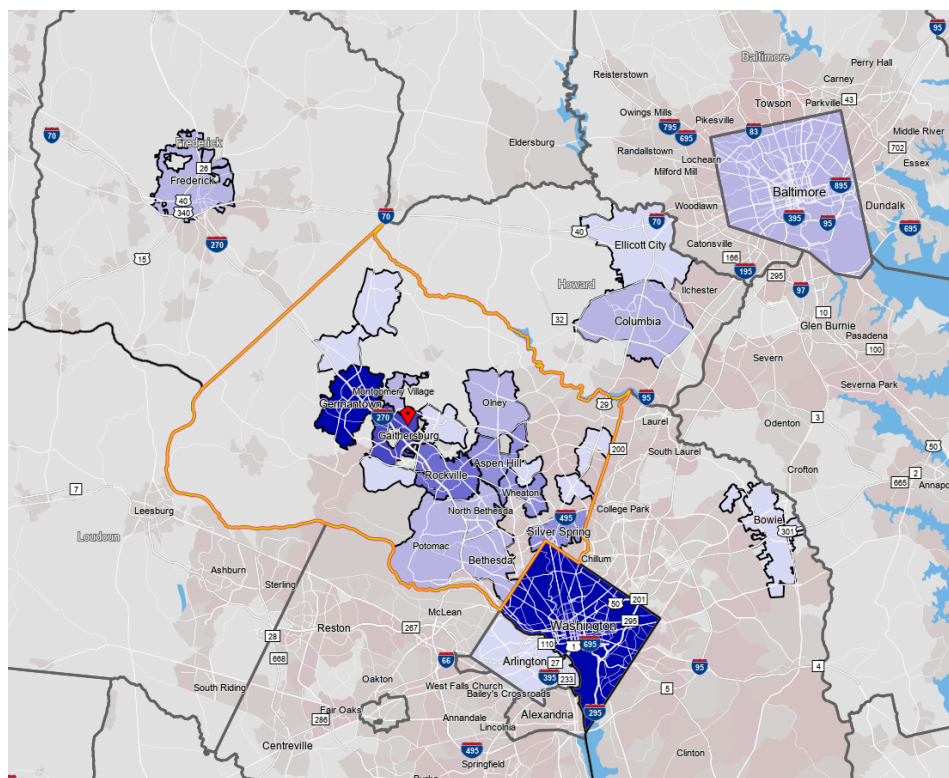 95
Baltimore
Perry Hall
Reisterstown
Carney
Towson
Parkville
43
Owings Mills
Pikesville
795
695
83
Middle River
70
Randallstown
Lochearn
702
Frederick
Eldersburg
Milford Mill
Essex
26
Frederick
895
Baltimore
40
Woodlawn
Dundalk
340
70
70
395
95
40
695
270
Ellicott City
Catonsville
15
166
195
295
Howard
Ilchester
97
32
Columbia
10
Glen Burnie
Pasadena
100
Severn
Severna Park
Montgomery Village
Olney
95
29
Germantown
270
Laurel
3
Gaithersburg
Odenton
200
50
South Laurel
Aspen Hill
Crofton
2
Rockville
665
Annapo
7
Wheaton
Leesburg
North Bethesda
College Park
495
Bowie
Loudoun
Silver Spring
301
Potomac
Bethesda
Chillum
Ashburn
Sterling
201
50
McLean
295
Reston
267
Washington
28
110
1
695
668
66
Arlington
27
95
4
Oakton
395
233
South Riding
West Falls Church
5
Bailey's Crossroads
Fair Oaks
295
286
Annandale
Alexandria
Lincolnia
Centreville
495
Clinton
Springfield